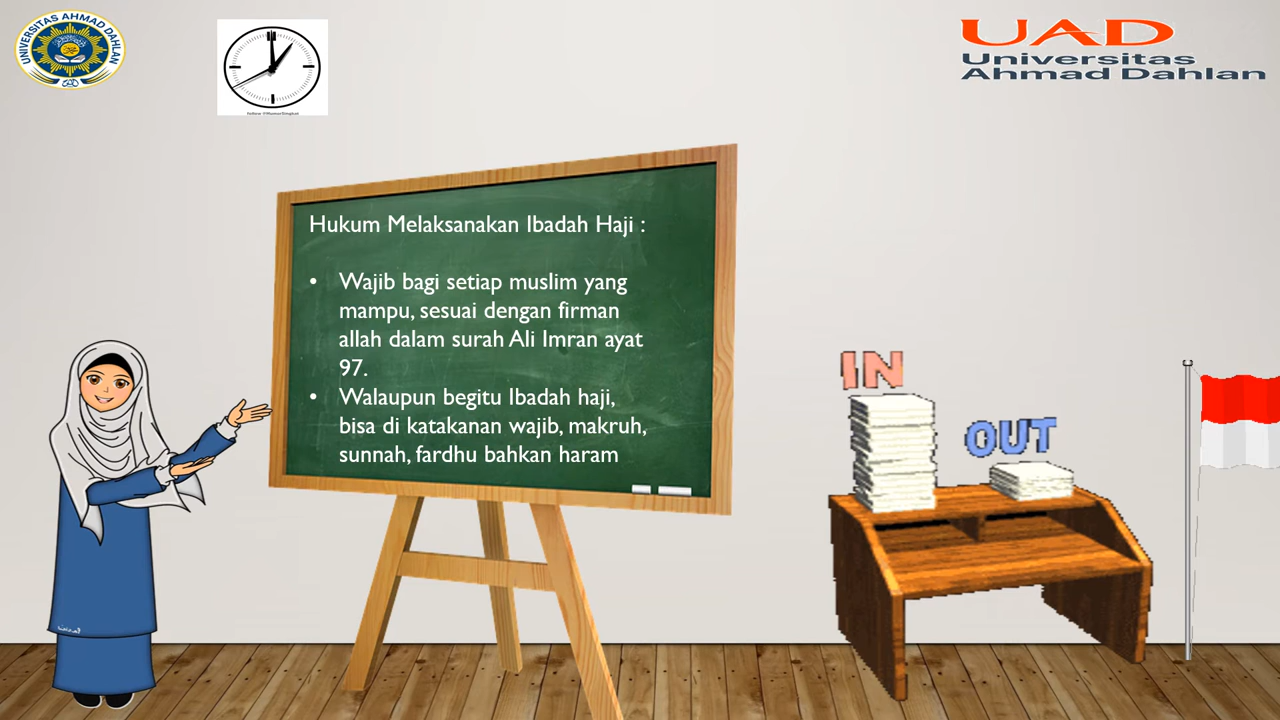 UNIVERSITAS AHMAD DAHLAN
UAD
Universitas
Ahmad Dahlan
Hukum Melaksanakan Ibadah Haji :
• Wajib bagi setiap muslim yang
mampu, sesuai dengan firman
allah dalam surah Ali Imran ayat
97.
• Walaupun begitu Ibadah haji,
bisa di katakanan wajib, makruh,
sunnah, fardhu bahkan haram
IN
OUT